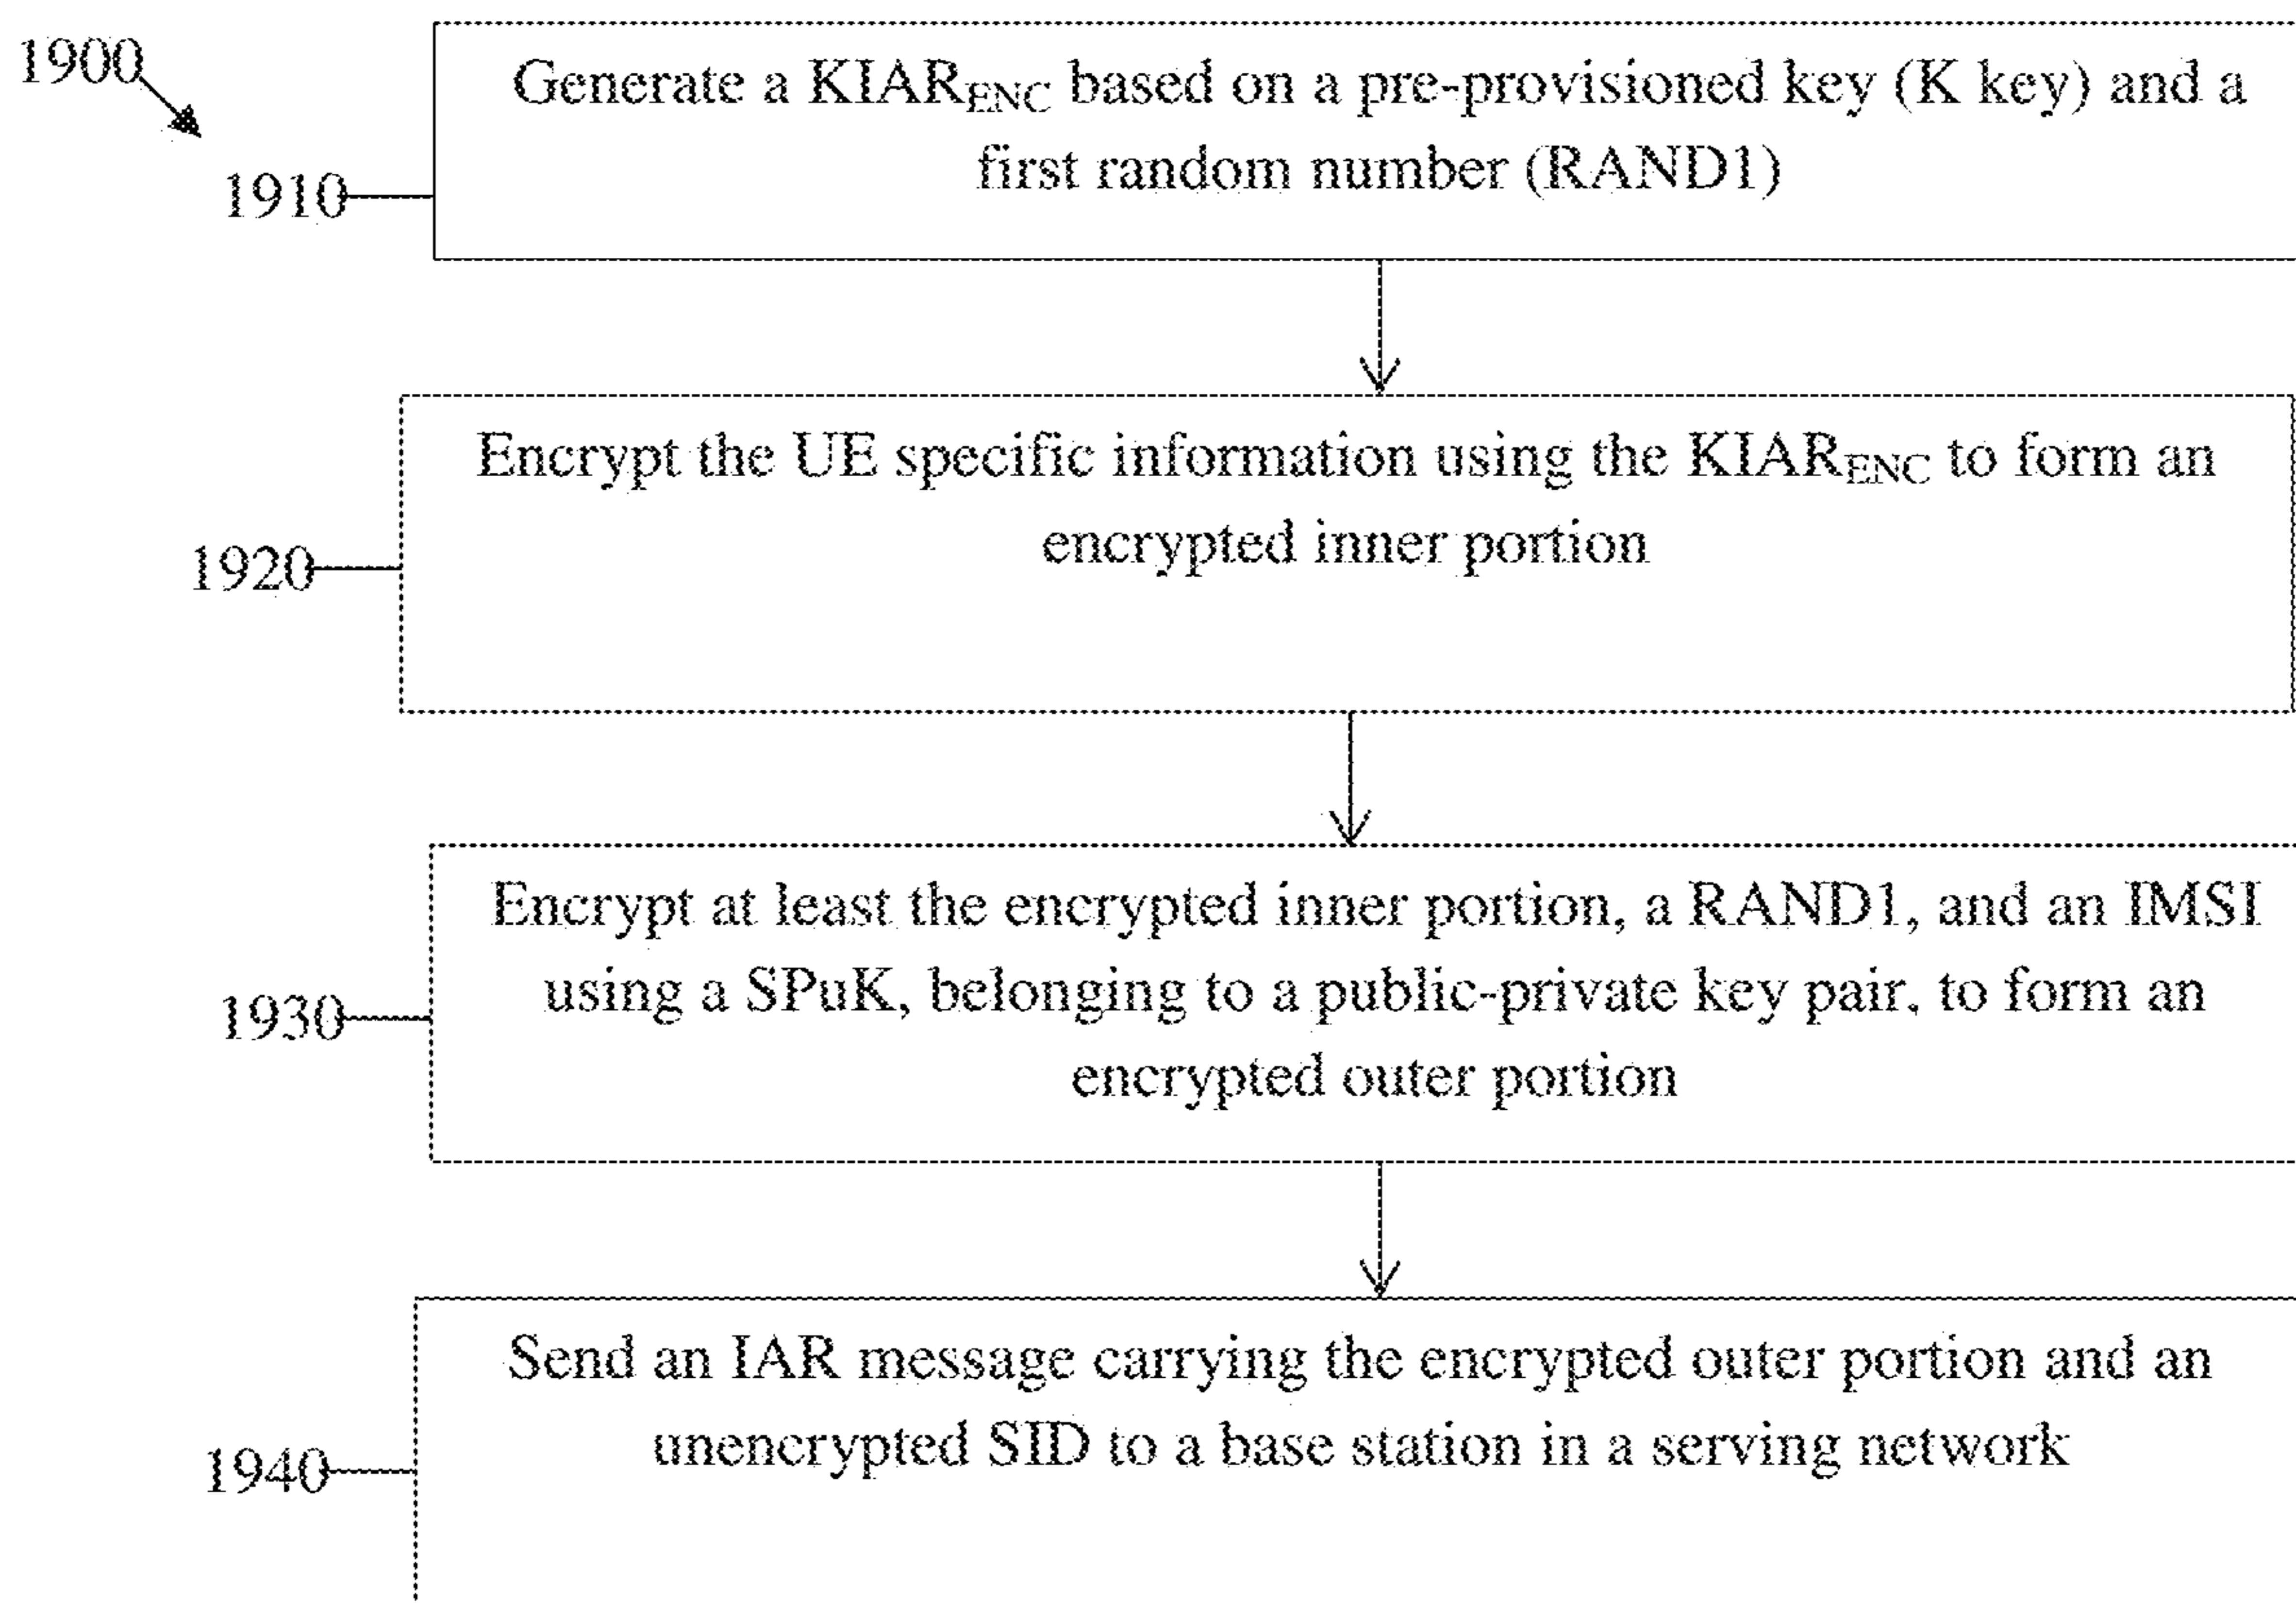 1900
Generate a KIAR_ENC based on a pre-provisioned key (K key) and a
first random number (RAND1)
1910
Encrypt the UE specific information using the KIAR_ENC to form an
encrypted inner portion
1920
Encrypt at least the encrypted inner portion, a RAND1, and an IMSI
using a SPuK, belonging to a public-private key pair, to form an
encrypted outer portion
1930
Send an IAR message carrying the encrypted outer portion and an
unencrypted SID to a base station in a serving network
1940